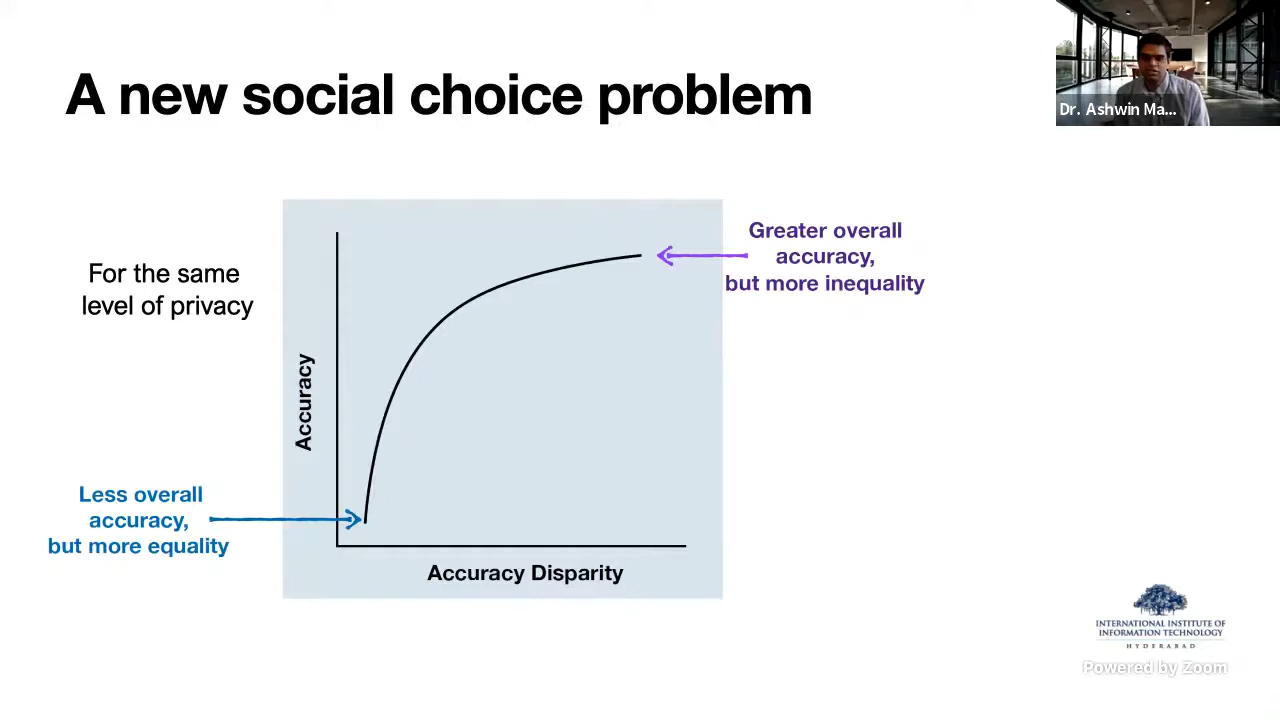 A new social choice problem
Dr. Ashwin Ma...
For the same
level of privacy
Greater overall
accuracy,
but more inequality
Accuracy
Less overall
accuracy,
but more equality
Accuracy Disparity
INTERNATIONAL INSTITUTE OF
INFORMATION TECHNOLOGY
HYDERABAD
Powered by Zoom